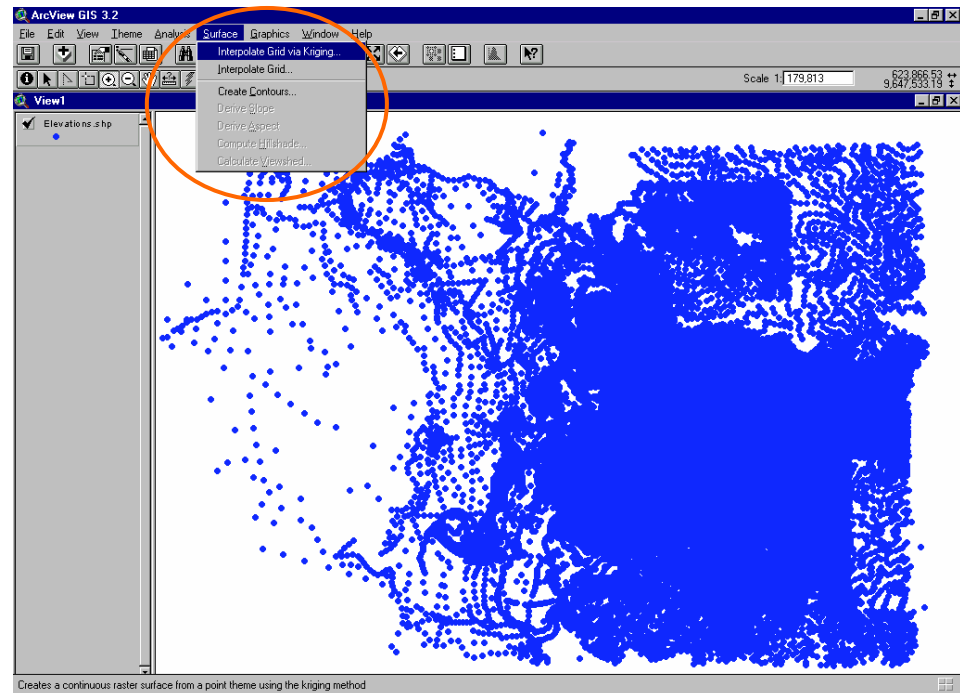 ArcView GIS 3.2
File Edit View Theme Analysis Surface Graphics Window Help
Scale 1: 179,813
623,866.53
9,647,533.19
View1
Elevations.shp
Interpolate Grid via Kriging...
Interpolate Grid...
Create Contours...
Derive Slope
Derive Aspect
Compute Hillshade...
Calculate Viewshed...
Creates a continuous raster surface from a point theme using the kriging method